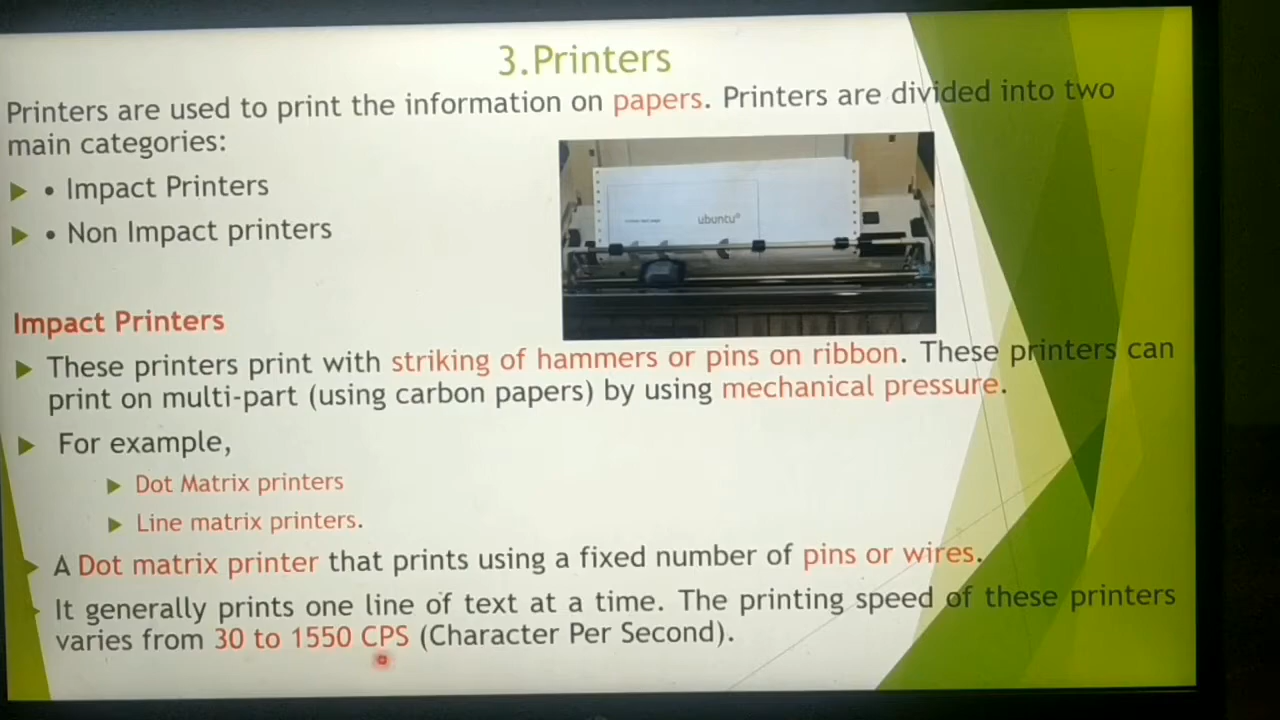 3.Printers
Printers are used to print the information on papers. Printers are divided into two
main categories:
• Impact Printers
• Non Impact printers
ubuntu
Impact Printers
These printers print with striking of hammers or pins on ribbon. These printers can
print on multi-part (using carbon papers) by using mechanical pressure.
For example,
Dot Matrix printers
Line matrix printers.
A Dot matrix printer that prints using a fixed number of pins or wires.
It generally prints one line of text at a time. The printing speed of these printers
varies from 30 to 1550 CPS (Character Per Second).